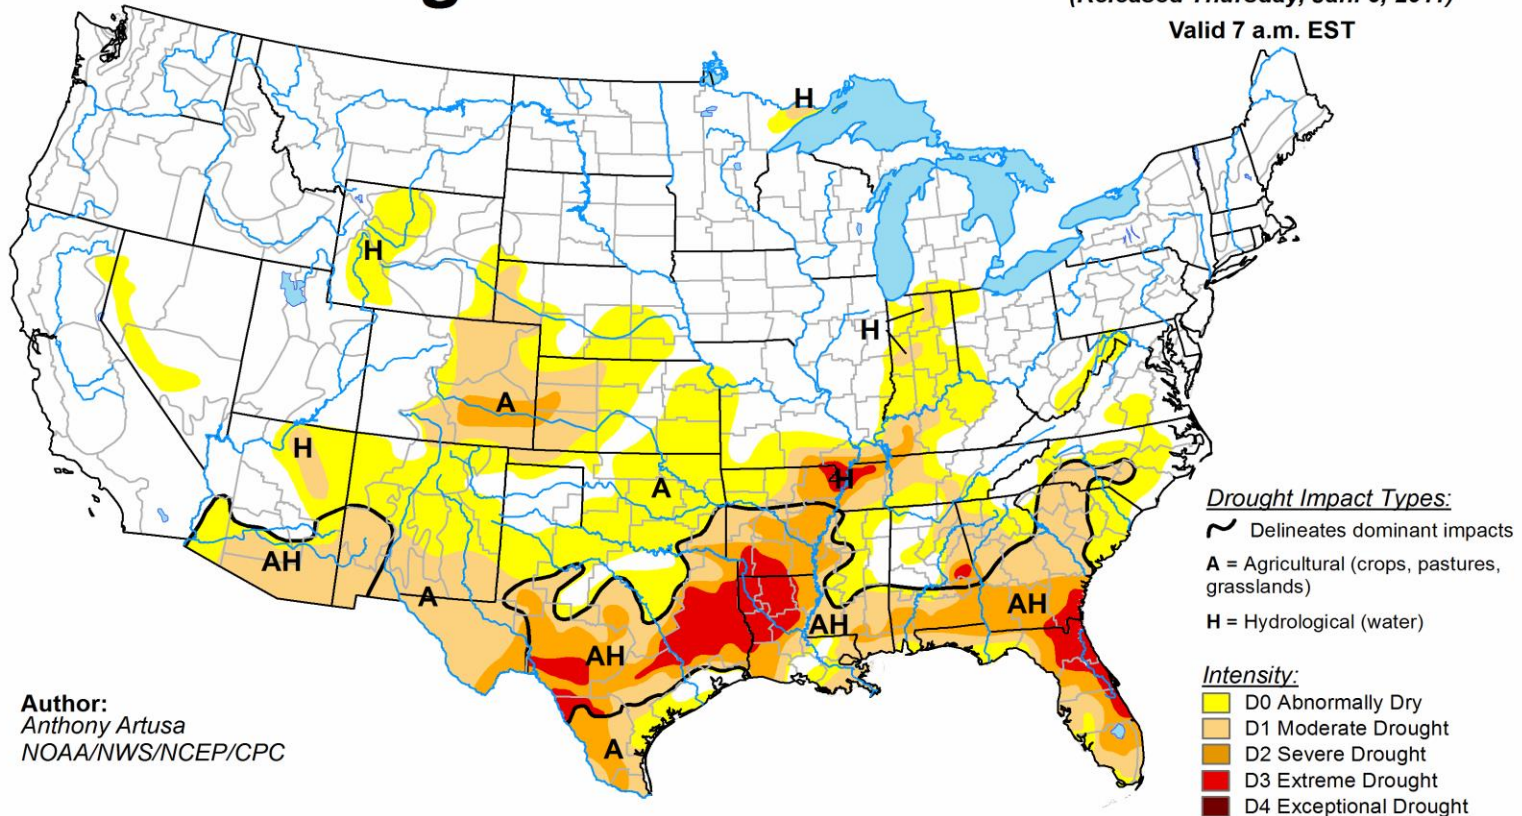 Valid 7 a.m. EST
H
H
H
A
H
A
4H
AH
A
AH
AH
AH
A
Drought Impact Types:
Delineates dominant impacts
A = Agricultural (crops, pastures,
grasslands)
H = Hydrological (water)
Intensity:
D0 Abnormally Dry
D1 Moderate Drought
D2 Severe Drought
D3 Extreme Drought
D4 Exceptional Drought
Author:
Anthony Artusa
NOAA/NWS/NCEP/CPC